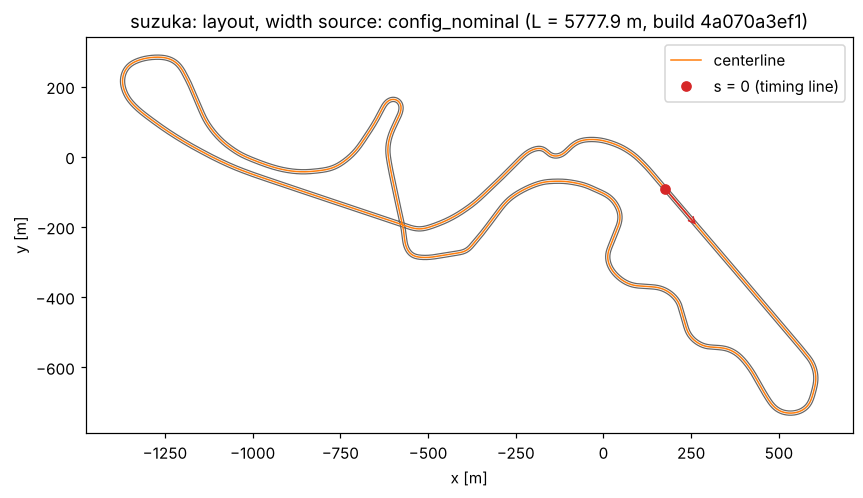 suzuka: layout, width source: config_nominal (L = 5777.9 m, build 4a070a3ef1)
centerline
s = 0 (timing line)
200
0
−200
−400
−600
y [m]
−1250
−1000
−750
−500
−250
0
250
500
x [m]